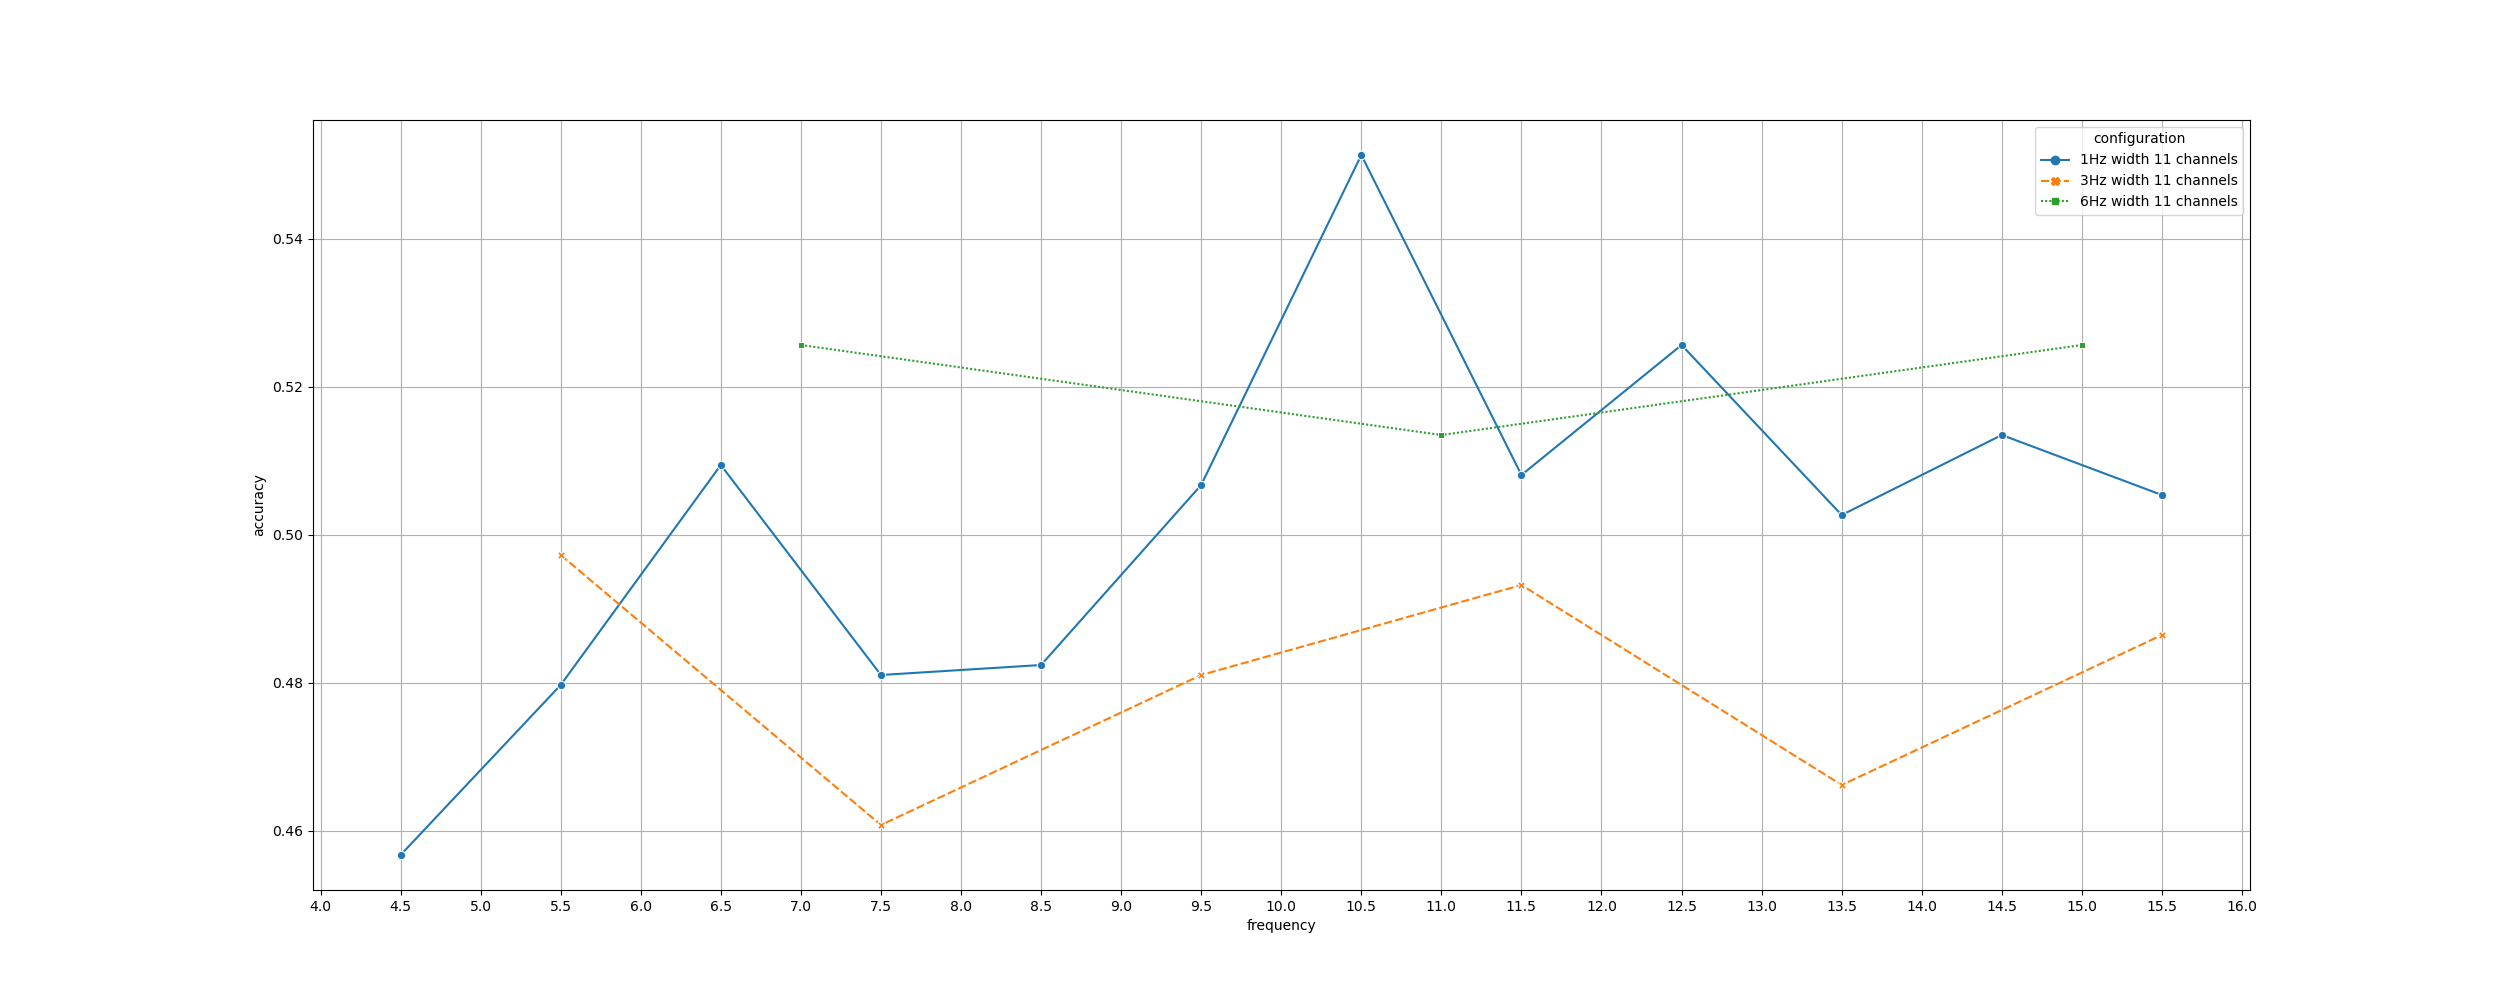 configuration
1Hz width 11 channels
3Hz width 11 channels
6Hz width 11 channels
0.54
0.52
0.50
0.48
0.46
accuracy
4.0 4.5 5.0 5.5 6.0 6.5 7.0 7.5 8.0 8.5 9.0 9.5 10.0 10.5 11.0 11.5 12.0 12.5 13.0 13.5 14.0 14.5 15.0 15.5 16.0
frequency